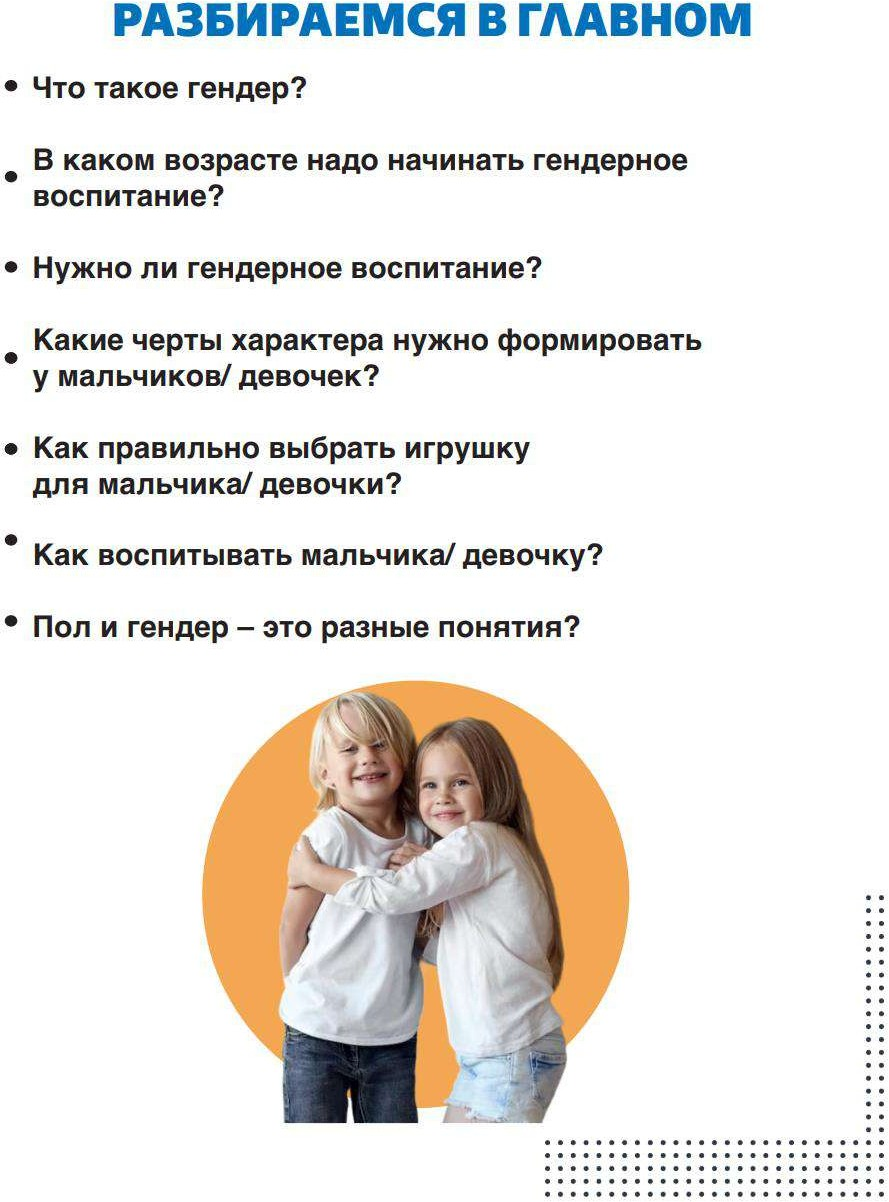 РАЗБИРАЕМСЯ В ГЛАВНОМ
• Что такое гендер?
• В каком возрасте надо начинать гендерное
воспитание?
• Нужно ли гендерное воспитание?
• Какие черты характера нужно формировать
у мальчиков/ девочек?
• Как правильно выбрать игрушку
для мальчика/ девочки?
• Как воспитывать мальчика/ девочку?
• Пол и гендер – это разные понятия?